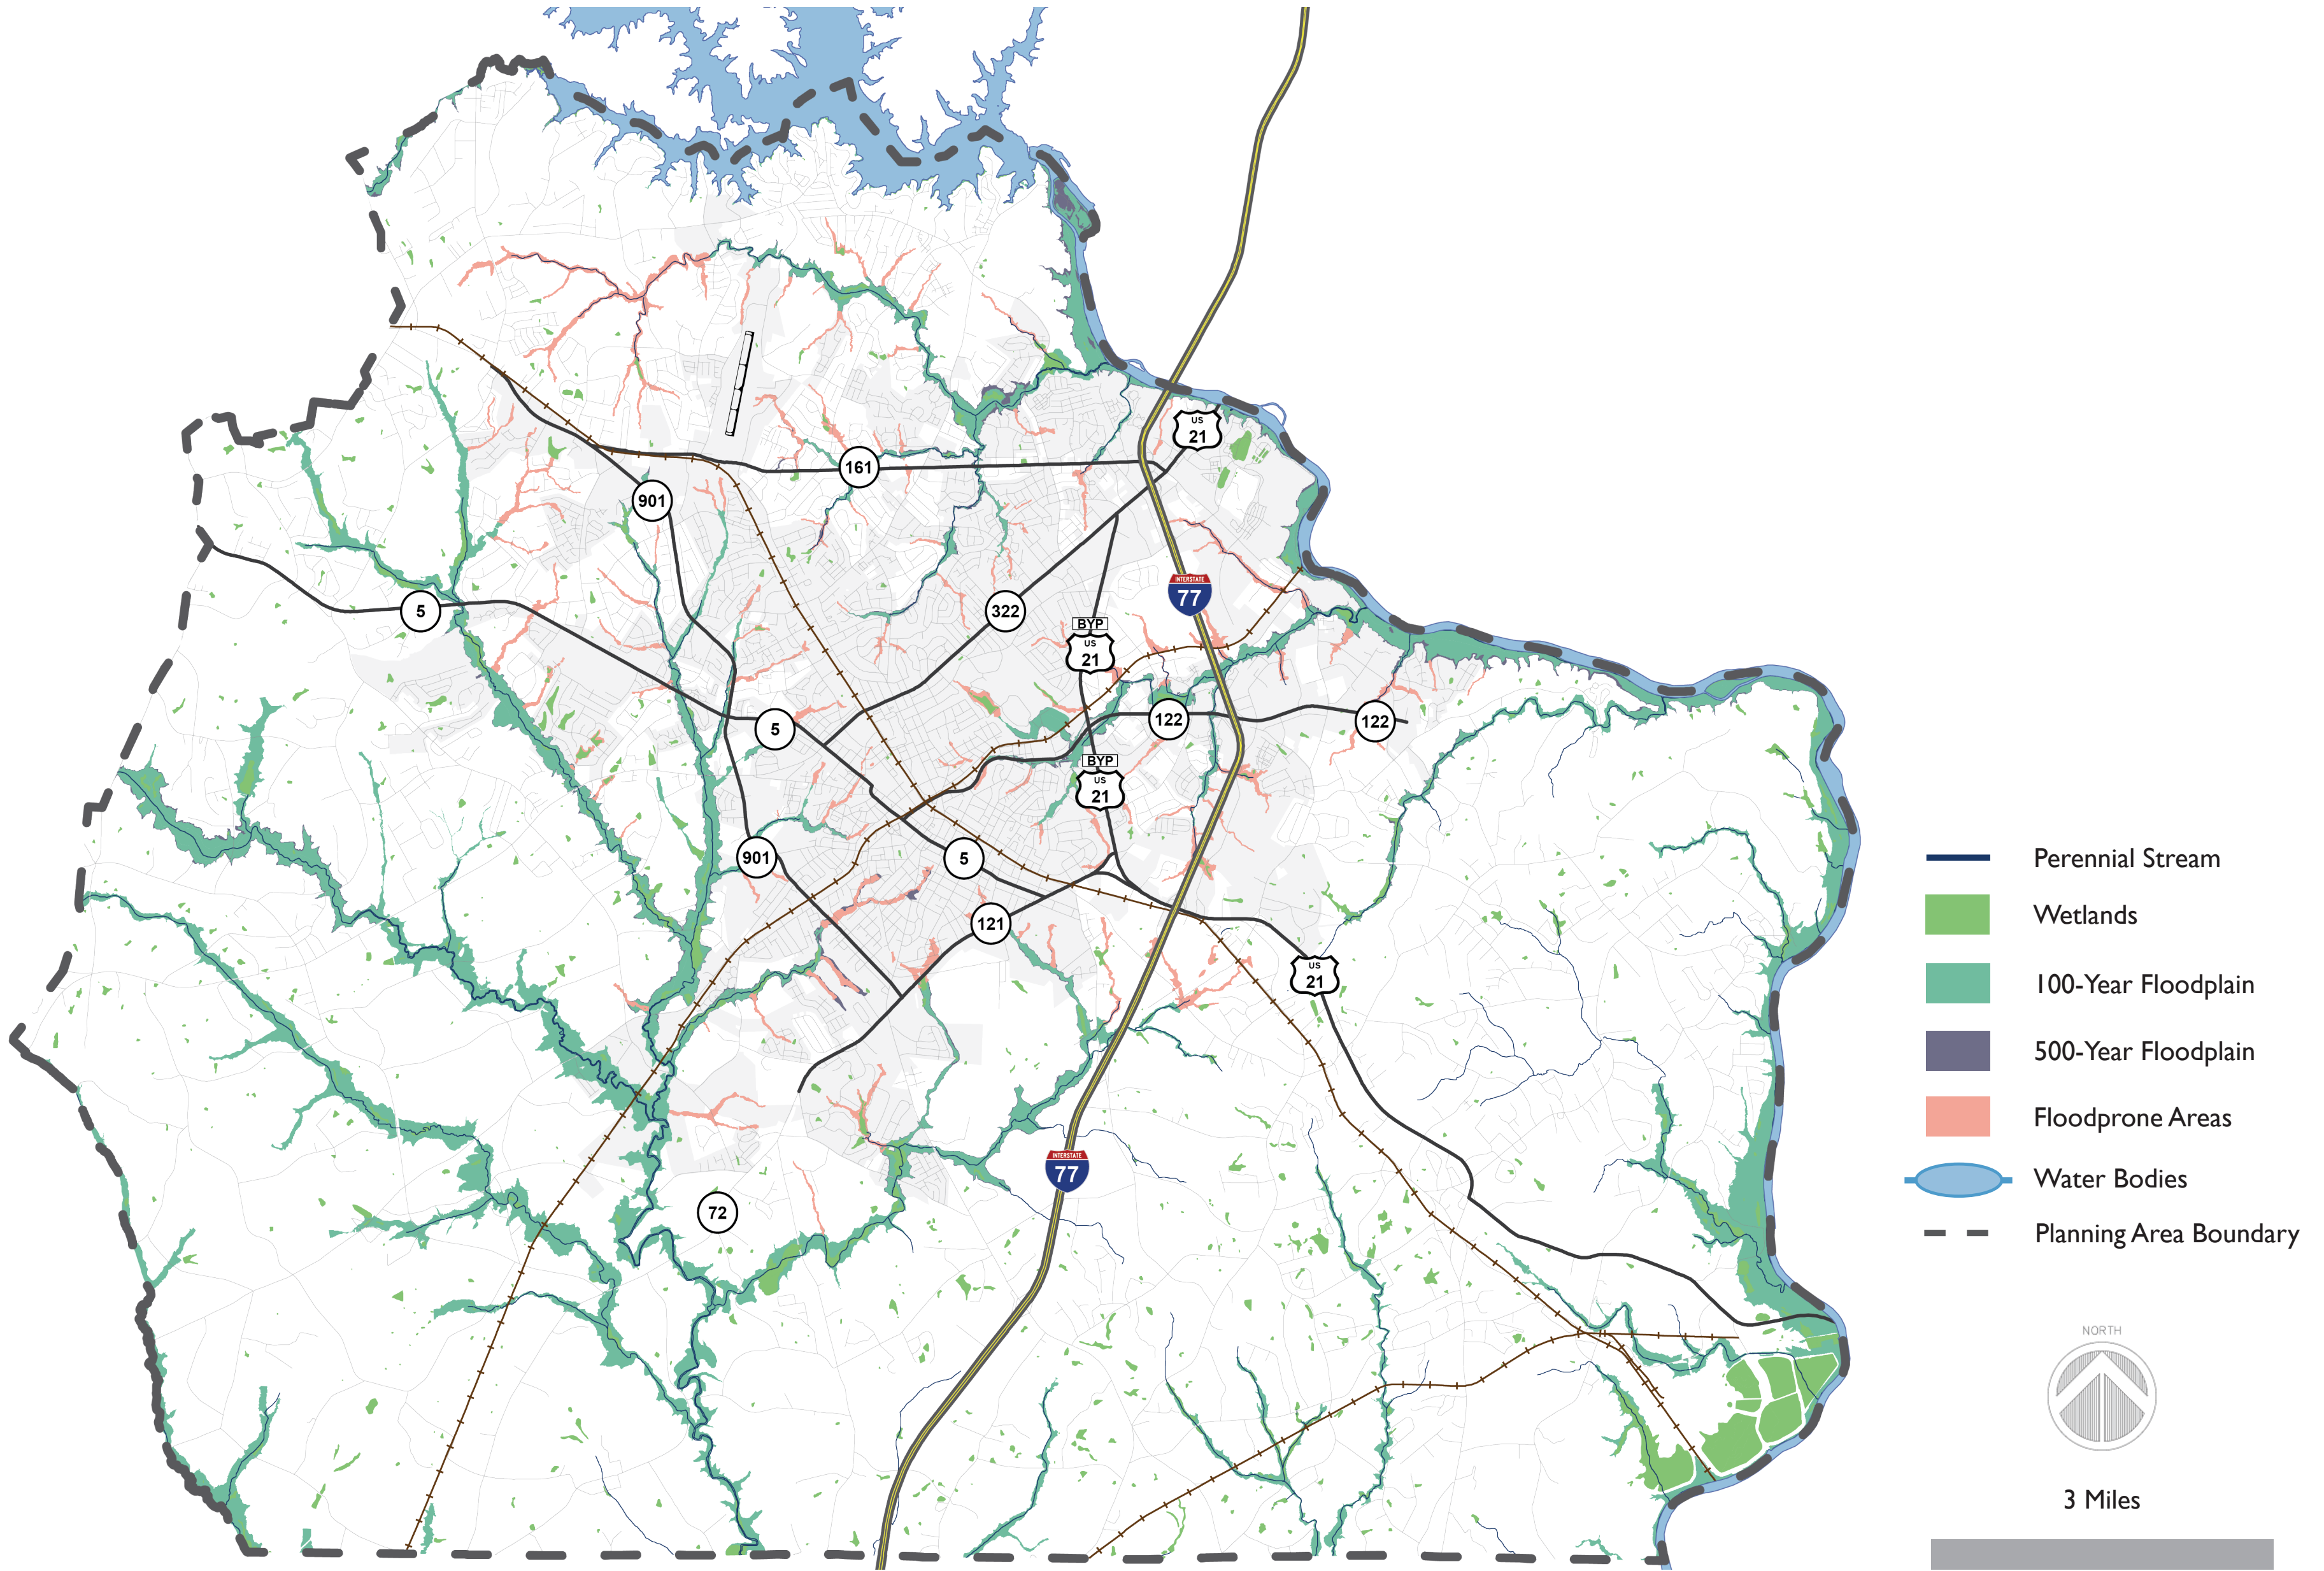 US
21
161
901
INTERSTATE
77
5
322
BYP
US
21
122
122
5
BYP
US
21
901
5
121
US
21
INTERSTATE
77
72
Perennial Stream
Wetlands
100-Year Floodplain
500-Year Floodplain
Floodprone Areas
Water Bodies
Planning Area Boundary
NORTH
3 Miles